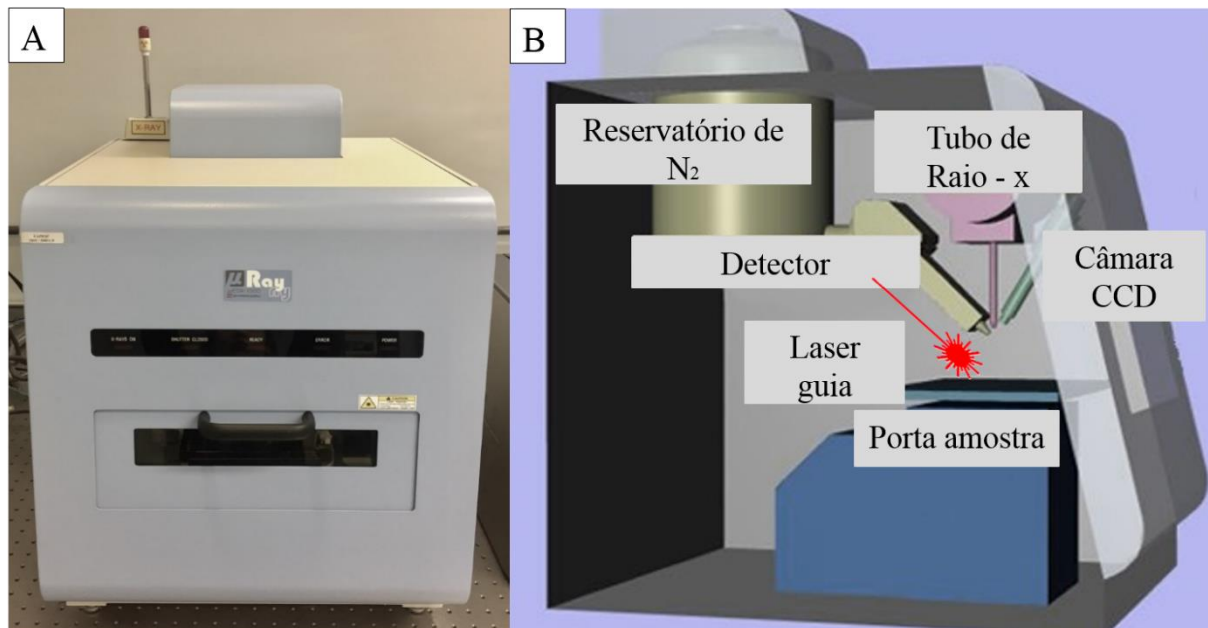 A
X-RAY
µRay
X-RAYS ON
SHUTTER CLOSED
READY
ERROR
POWER
B
Reservatório de
N₂
Tubo de
Raio - x
Detector
Câmara
CCD
Laser
guia
Porta amostra